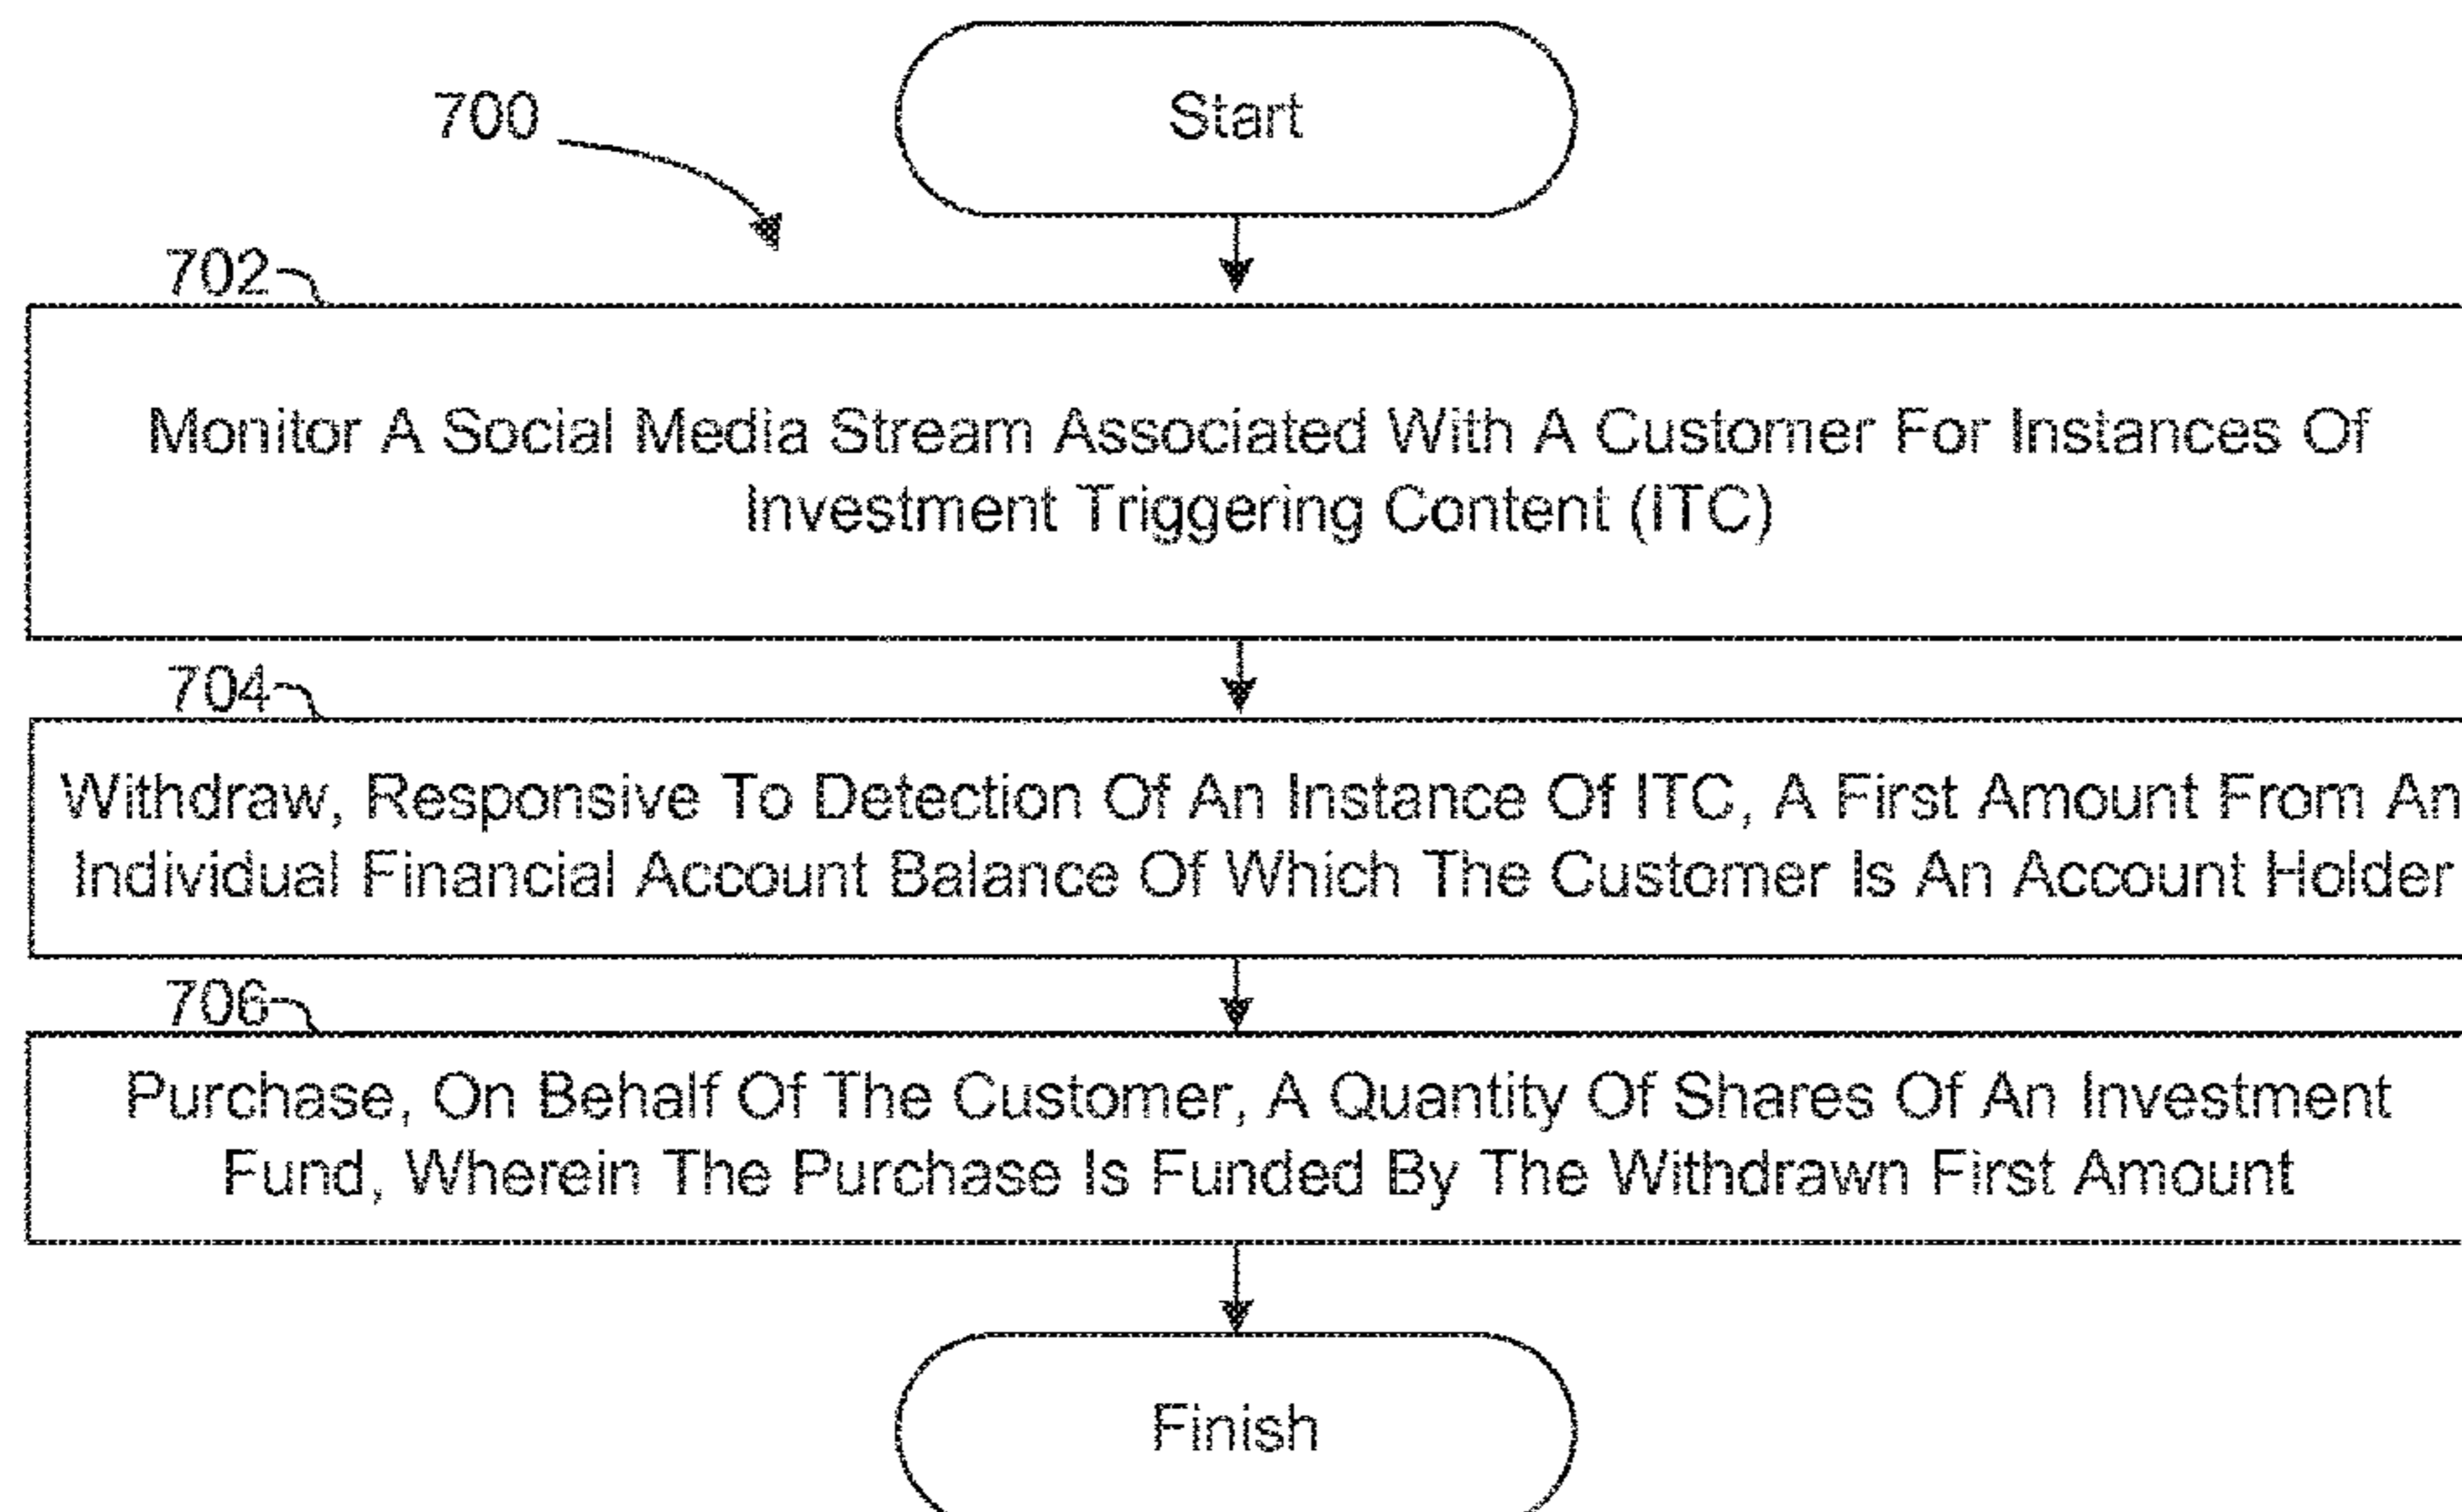 Start
700
702
Monitor A Social Media Stream Associated With A Customer For Instances Of
Investment Triggering Content (ITC)
704
Withdraw, Responsive To Detection Of An Instance Of ITC, A First Amount From An
Individual Financial Account Balance Of Which The Customer Is An Account Holder
706
Purchase, On Behalf Of The Customer, A Quantity Of Shares Of An Investment
Fund, Wherein The Purchase Is Funded By The Withdrawn First Amount
Finish